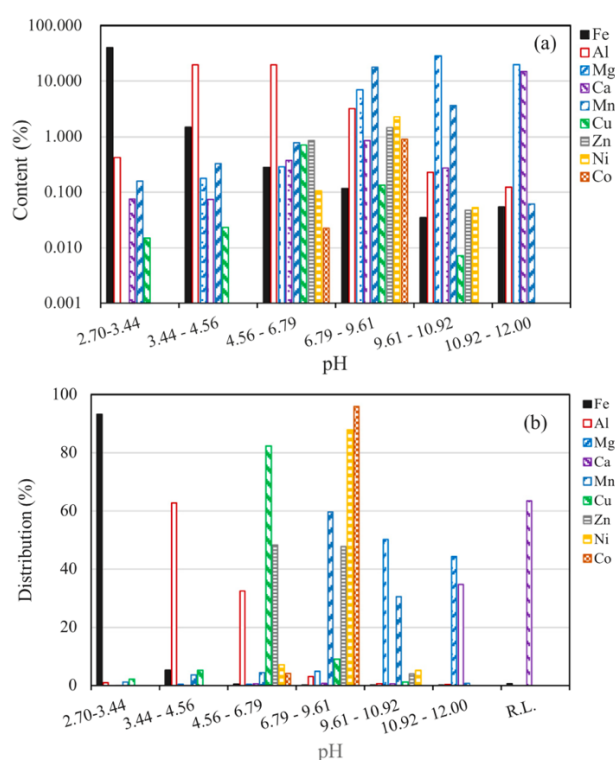 100.000
10.000
1.000
0.100
0.010
0.001
Content (%)
(a)
Fe
Al
Mg
Ca
Mn
Cu
Zn
Ni
Co
2.70-3.44
3.44 - 4.56
4.56 - 6.79
6.79 - 9.61
9.61 - 10.92
10.92 - 12.00
pH
100
80
60
40
20
0
Distribution (%)
(b)
Fe
Al
Mg
Ca
Mn
Cu
Zn
Ni
Co
2.70-3.44
3.44 - 4.56
4.56 - 6.79
6.79 - 9.61
9.61 - 10.92
10.92 - 12.00
R.L.
pH